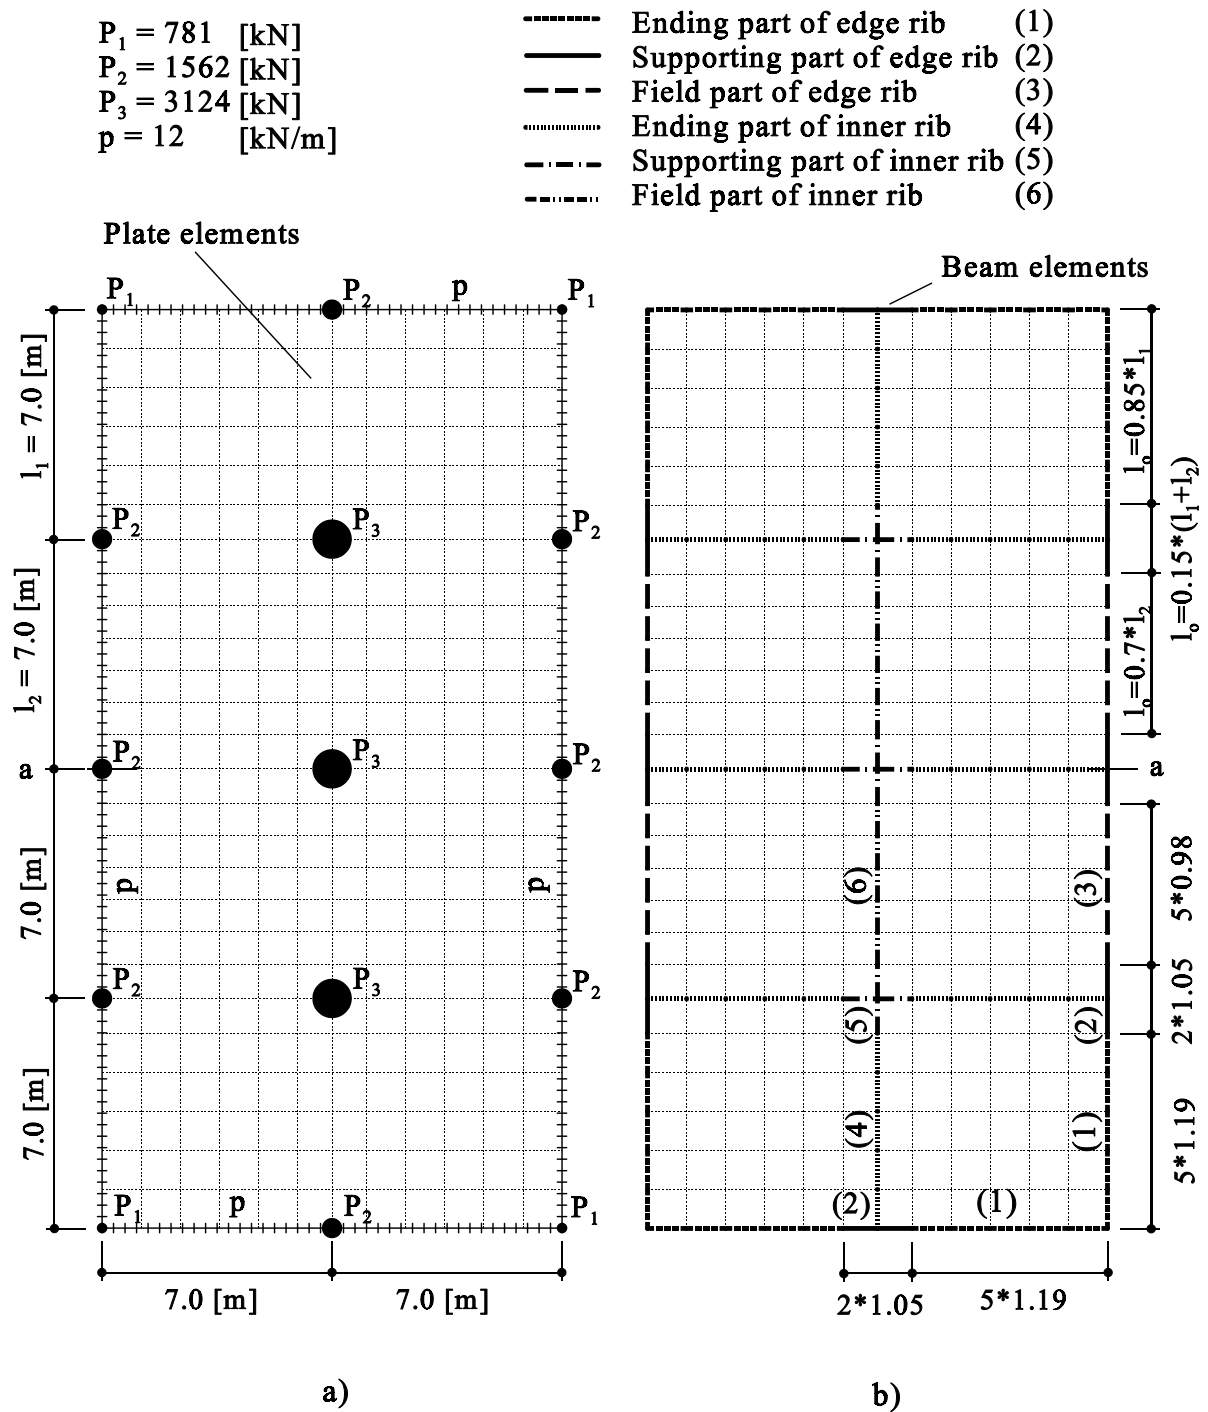 P₁ = 781 [kN]
P₂ = 1562 [kN]
P₃ = 3124 [kN]
p = 12 [kN/m]
Ending part of edge rib (1)
Supporting part of edge rib (2)
Field part of edge rib (3)
Ending part of inner rib (4)
Supporting part of inner rib (5)
Field part of inner rib (6)
Plate elements
P₁
P₂
p
P₁
l₁ = 7.0 [m]
P₂
P₃
P₂
l₂ = 7.0 [m]
a
P₂
P₃
P₂
7.0 [m]
p
p
P₂
P₃
P₂
7.0 [m]
P₁
p
P₂
P₁
7.0 [m]
7.0 [m]
a)
Beam elements
lₒ=0.85*l₁
lₒ=0.15*(l₁+l₂)
lₒ=0.7*l₂
a
(6)
(3)
5*0.98
(5)
(2)
2*1.05
(4)
(1)
5*1.19
(2)
(1)
2*1.05
5*1.19
b)